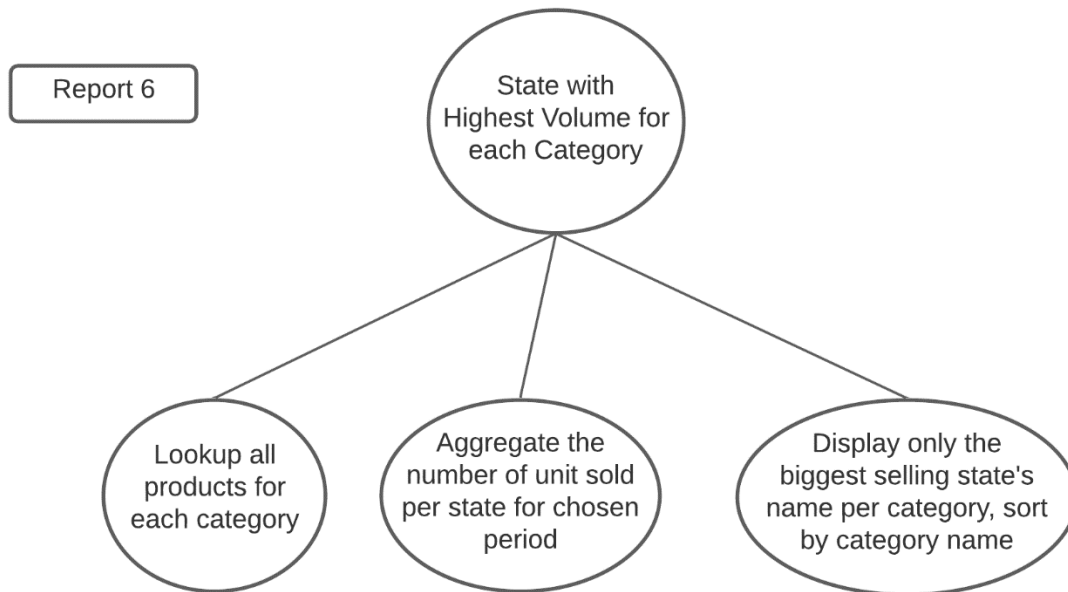 Report 6
State with
Highest Volume for
each Category
Lookup all
products for
each category
Aggregate the
number of unit sold
per state for chosen
period
Display only the
biggest selling state's
name per category, sort
by category name